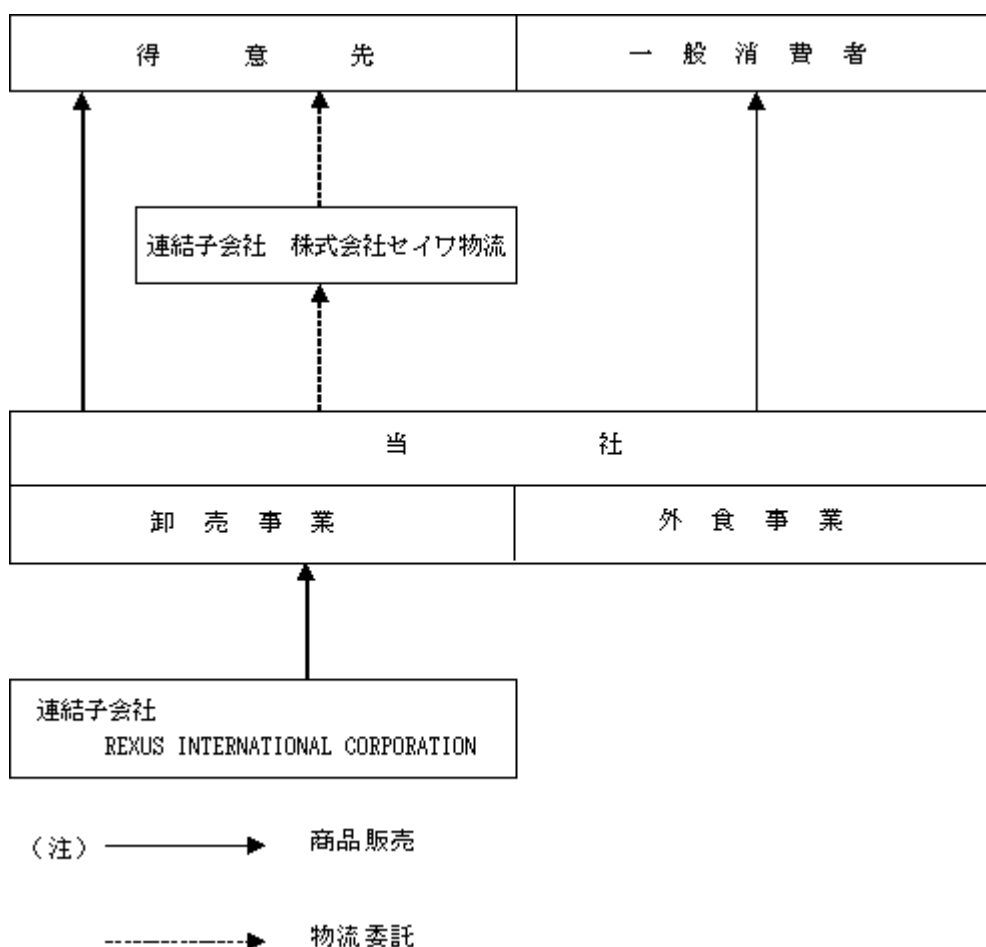 得意先
一般消費者
連結子会社 株式会社セイワ物流
当社
卸売事業
外食事業
連結子会社
REXUS INTERNATIONAL CORPORATION
（注） 商品販売
物流委託